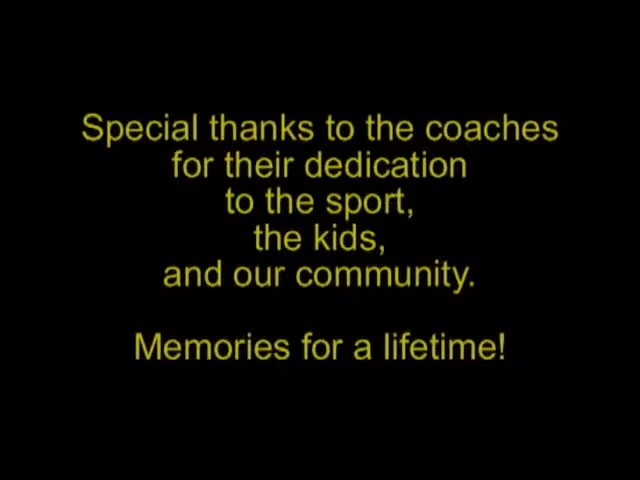 Special thanks to the coaches
for their dedication
to the sport,
the kids,
and our community.
Memories for a lifetime!